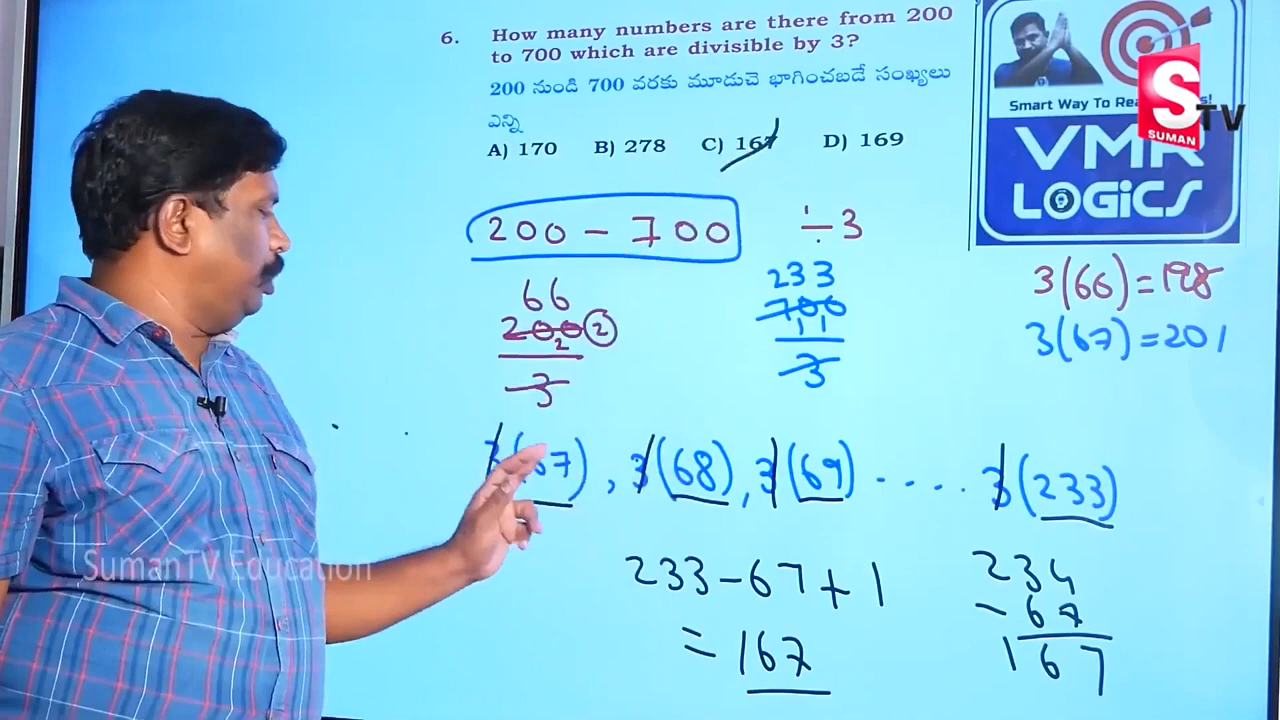 6. How many numbers are there from 200
to 700 which are divisible by 3?
200 నుండి 700 వరకు మూడుచె భాగించబడే సంఖ్యలు
ఎన్ని
A) 170 B) 278 C) 167 D) 169
Smart Way To
VMR
LOGiCS
S
TV
SUMAN
200 - 700 ÷ 3
66
200 2
2
3
233
700
11
3
3(66)=198
3(67)=201
3(67), 3(68), 3(69) ..... 3(233)
233-67+1
=167
234
-67
167
SumanTV Education